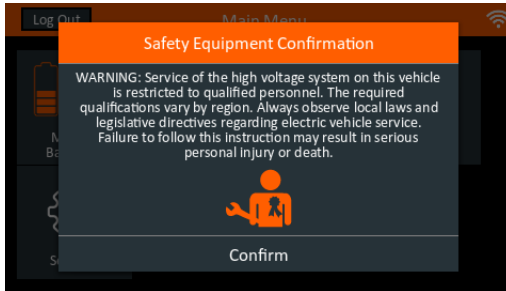 Log Out
Main Menu
Safety Equipment Confirmation
WARNING: Service of the high voltage system on this vehicle
is restricted to qualified personnel. The required
qualifications vary by region. Always observe local laws and
legislative directives regarding electric vehicle service.
Failure to follow this instruction may result in serious
personal injury or death.
Confirm